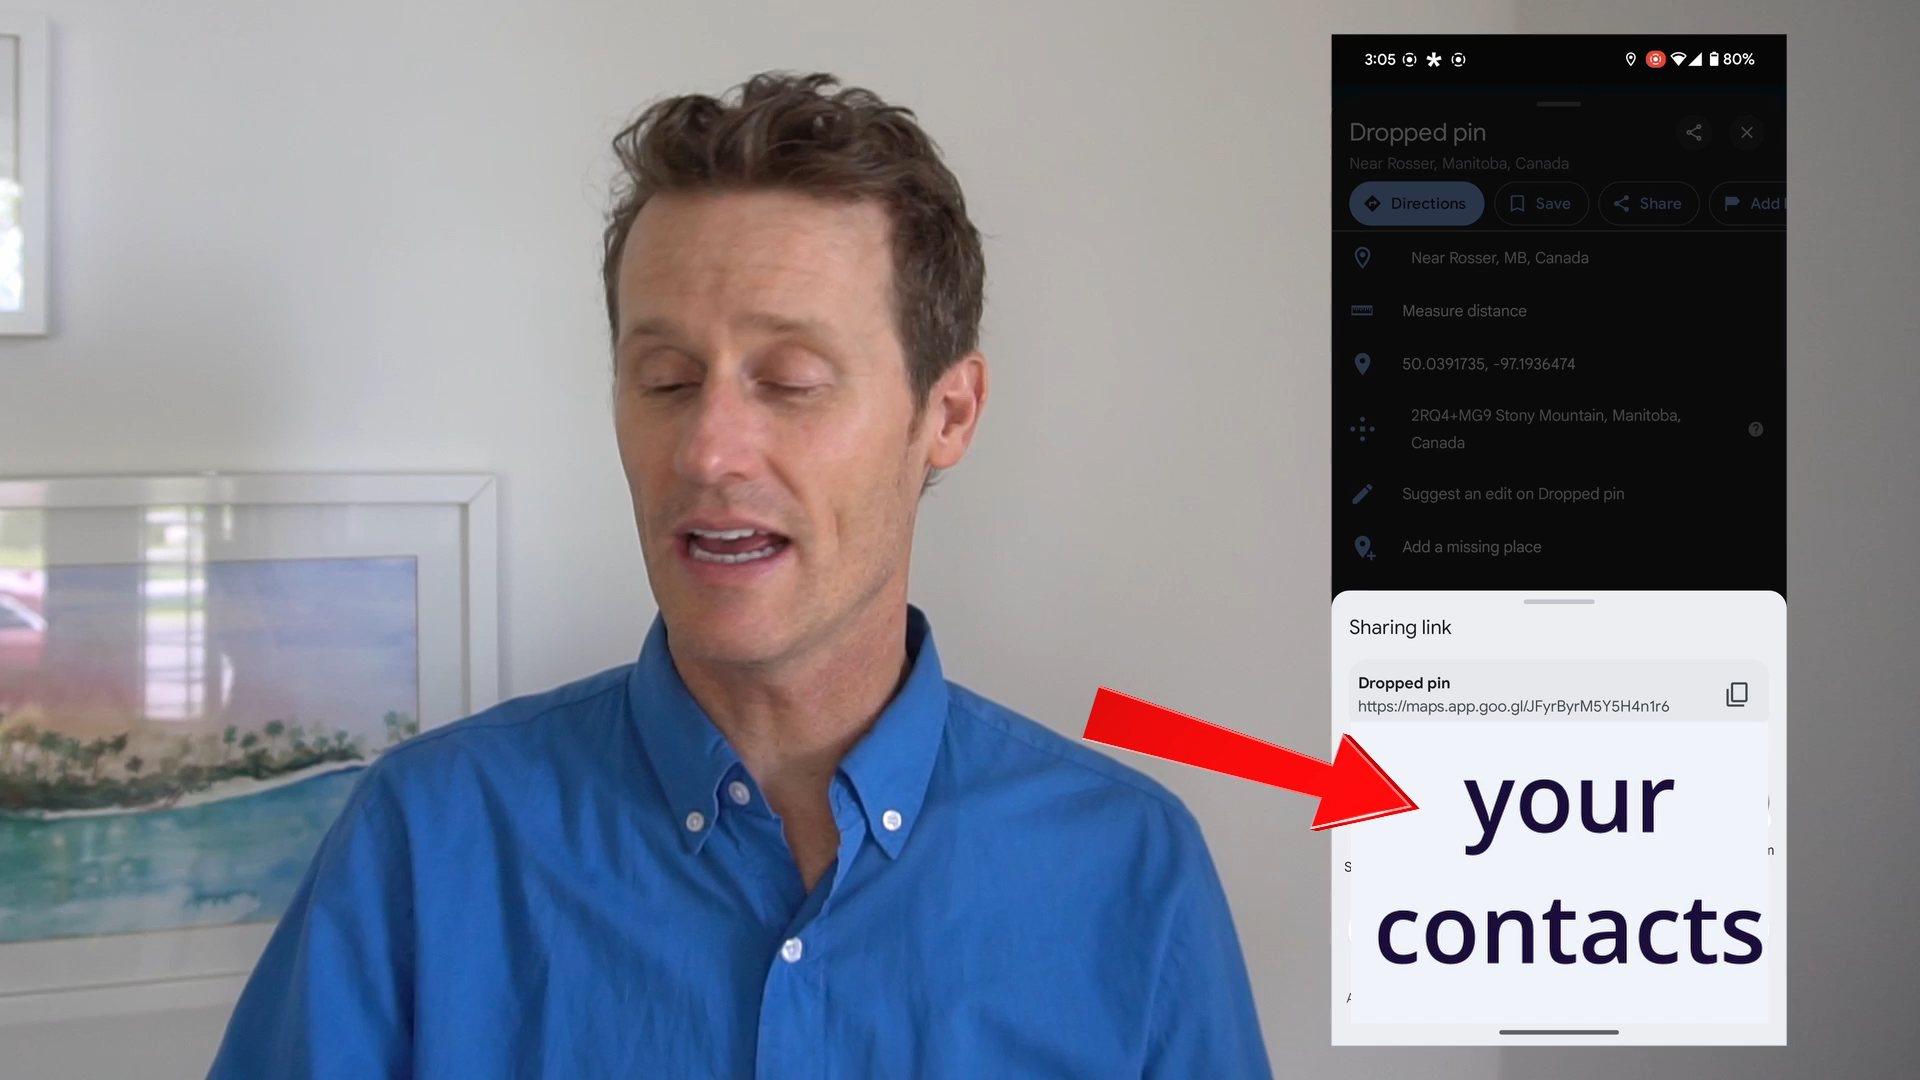 3:05 80%
Dropped pin
Near Rosser, Manitoba, Canada
Directions Save Share Add
Near Rosser, MB, Canada
Measure distance
50.0391735, -97.1936474
2RQ4+MG9 Stony Mountain, Manitoba,
Canada
Suggest an edit on Dropped pin
Add a missing place
Sharing link
Dropped pin
https://maps.app.goo.gl/JFyrByrM5Y5H4n1r6
your
contacts